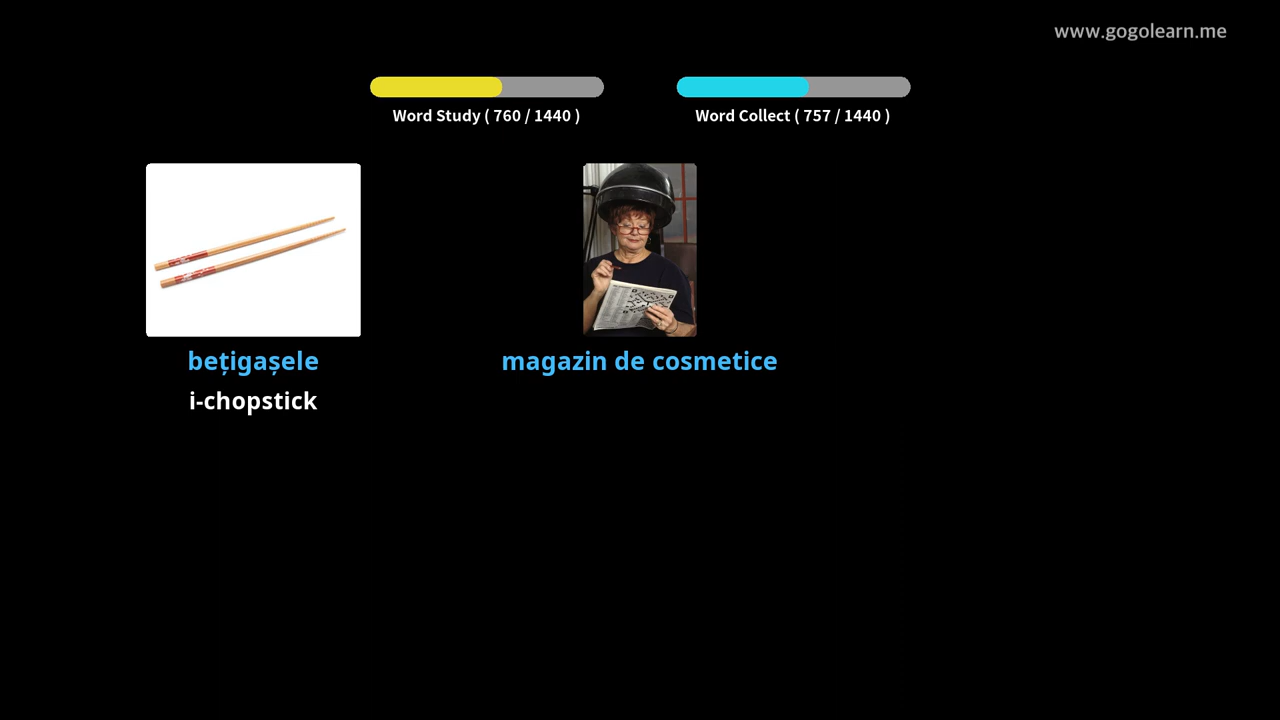 www.gogolearn.me
Word Study ( 760 / 1440 )
Word Collect ( 757 / 1440 )
bețigașele
magazin de cosmetice
i-chopstick